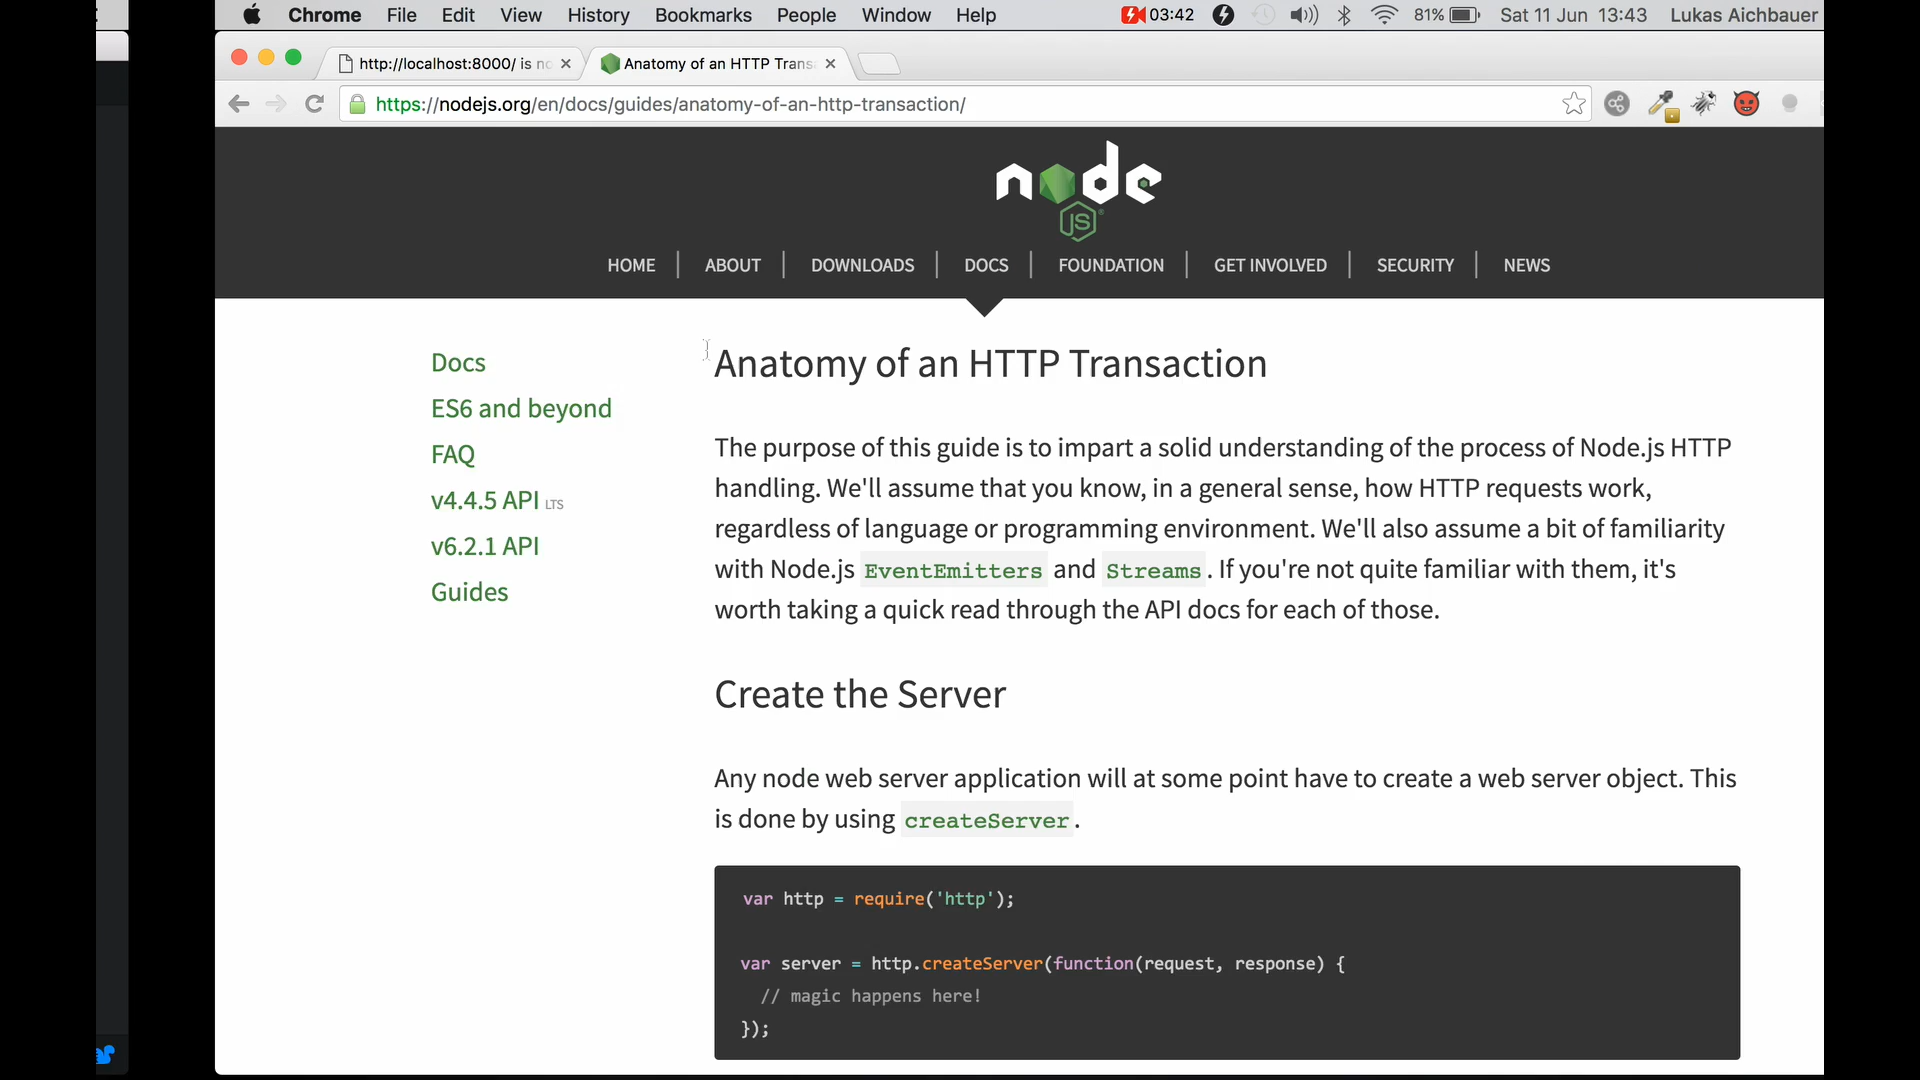 Chrome File Edit View History Bookmarks People Window Help 03:42 81% Sat 11 Jun 13:43 Lukas Aichbauer
http://localhost:8000/ is Anatomy of an HTTP Trans
https://nodejs.org/en/docs/guides/anatomy-of-an-http-transaction/
node
JS
HOME ABOUT DOWNLOADS DOCS FOUNDATION GET INVOLVED SECURITY NEWS
Docs
ES6 and beyond
FAQ
v4.4.5 API LTS
v6.2.1 API
Guides
Anatomy of an HTTP Transaction
The purpose of this guide is to impart a solid understanding of the process of Node.js HTTP
handling. We'll assume that you know, in a general sense, how HTTP requests work,
regardless of language or programming environment. We'll also assume a bit of familiarity
with Node.js EventEmitters and Streams. If you're not quite familiar with them, it's
worth taking a quick read through the API docs for each of those.
Create the Server
Any node web server application will at some point have to create a web server object. This
is done by using createServer.
var http = require('http');
var server = http.createServer(function(request, response) {
// magic happens here!
});